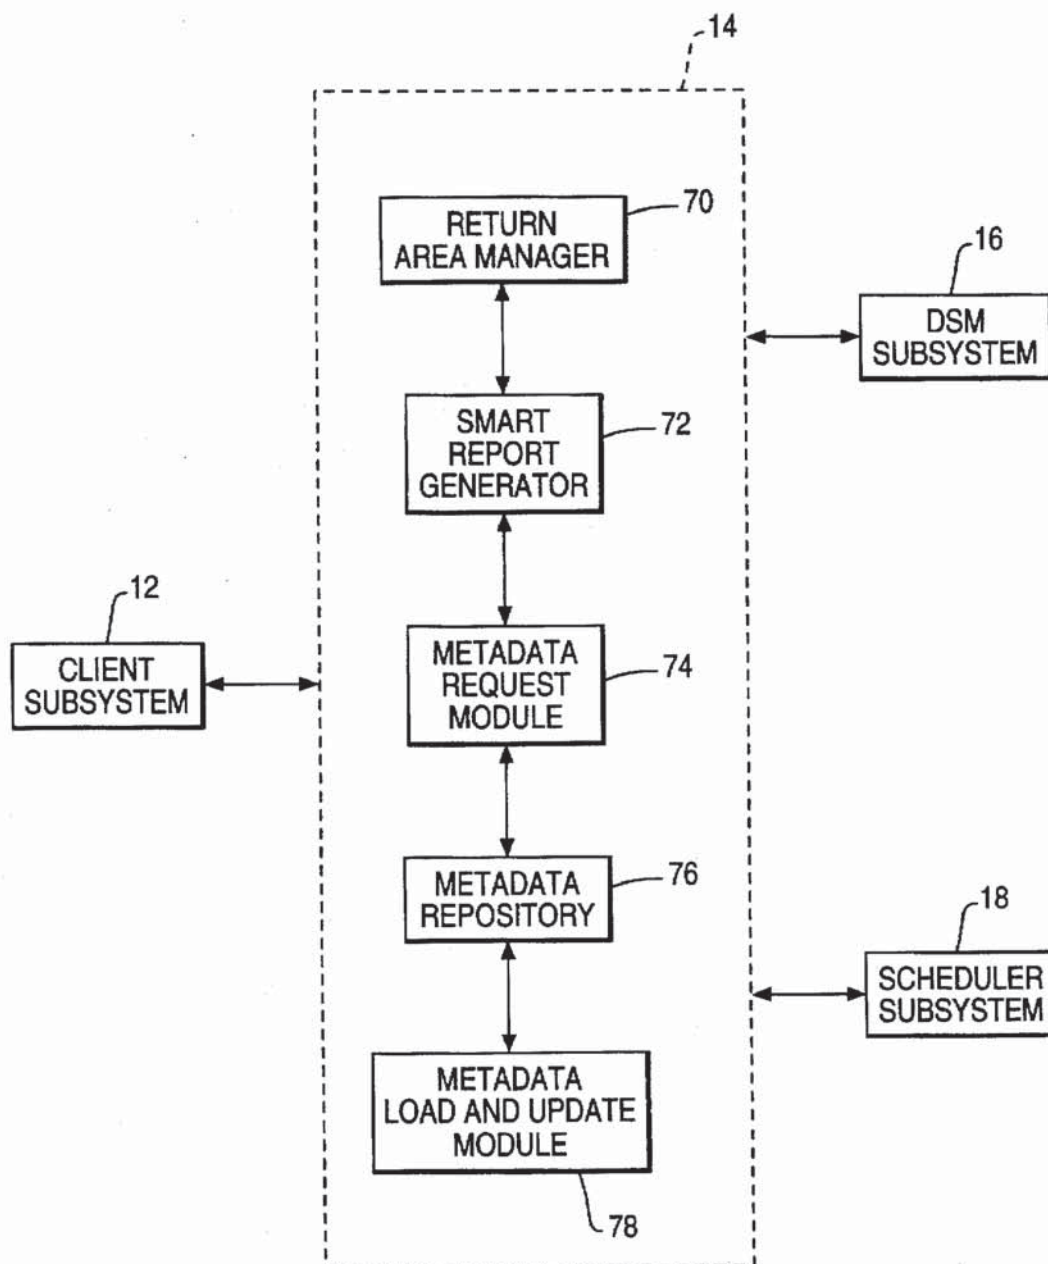 14
RETURN
AREA MANAGER
70
16
DSM
SUBSYSTEM
SMART
REPORT
GENERATOR
72
12
CLIENT
SUBSYSTEM
METADATA
REQUEST
MODULE
74
METADATA
REPOSITORY
76
18
SCHEDULER
SUBSYSTEM
METADATA
LOAD AND UPDATE
MODULE
78